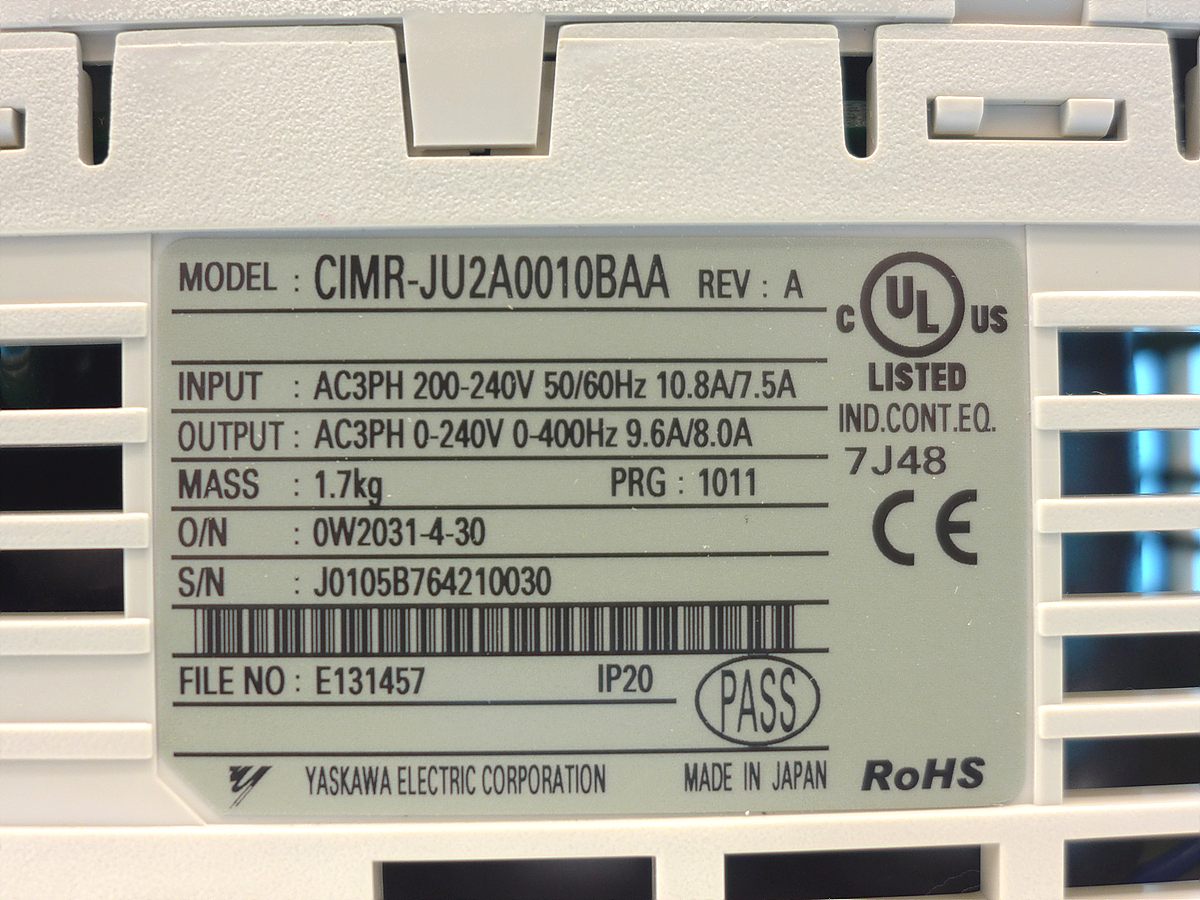 MODEL : CIMR-JU2A0010BAA REV : A
INPUT : AC3PH 200-240V 50/60Hz 10.8A/7.5A
OUTPUT : AC3PH 0-240V 0-400Hz 9.6A/8.0A
MASS : 1.7kg PRG : 1011
O/N : 0W2031-4-30
S/N : J0105B764210030
FILE NO : E131457 IP20
PASS
YASKAWA ELECTRIC CORPORATION MADE IN JAPAN
C UL US
LISTED
IND.CONT.EQ.
7J48
CE
RoHS